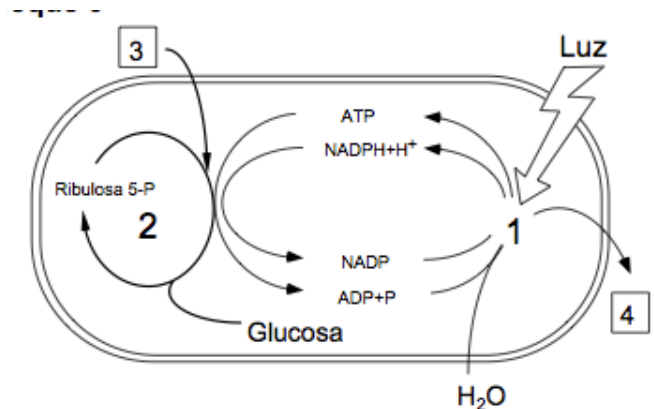 3
Luz
ATP
NADPH+H⁺
Ribulosa 5-P
2
1
NADP
ADP+P
4
Glucosa
H₂O